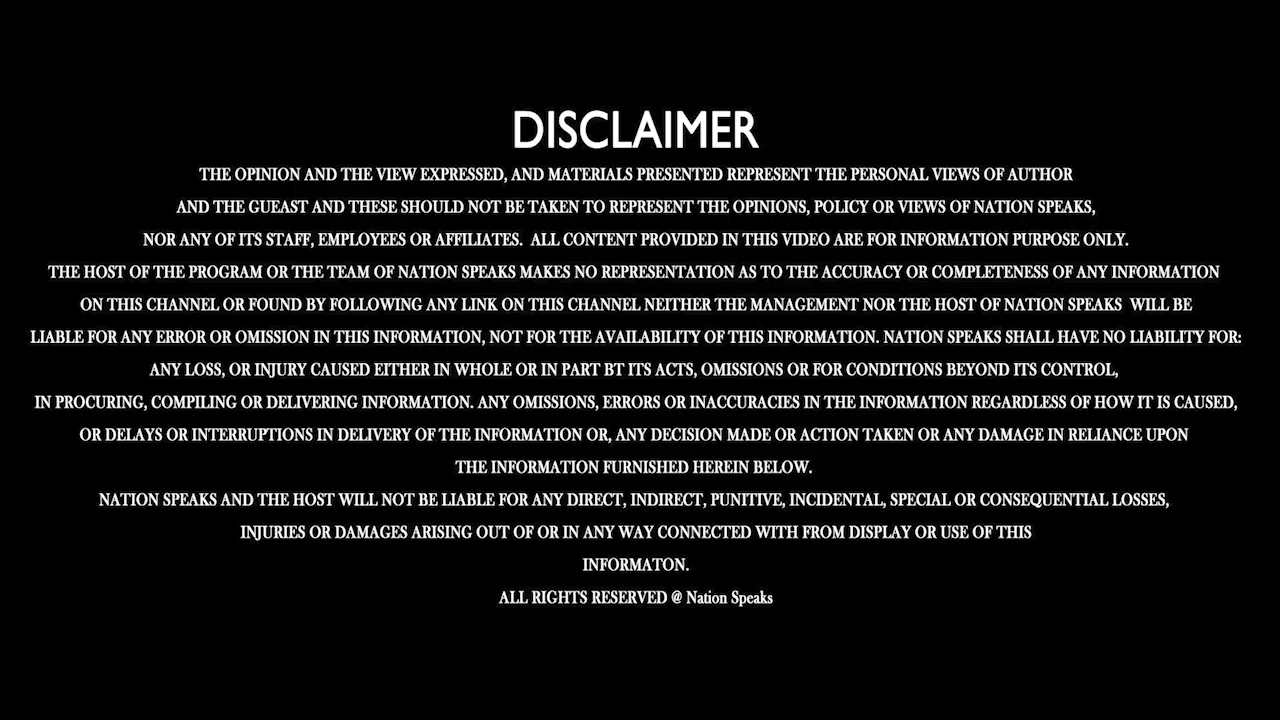 DISCLAIMER
THE OPINION AND THE VIEW EXPRESSED, AND MATERIALS PRESENTED REPRESENT THE PERSONAL VIEWS OF AUTHOR
AND THE GUEAST AND THESE SHOULD NOT BE TAKEN TO REPRESENT THE OPINIONS, POLICY OR VIEWS OF NATION SPEAKS,
NOR ANY OF ITS STAFF, EMPLOYEES OR AFFILIATES.  ALL CONTENT PROVIDED IN THIS VIDEO ARE FOR INFORMATION PURPOSE ONLY.
THE HOST OF THE PROGRAM OR THE TEAM OF NATION SPEAKS MAKES NO REPRESENTATION AS TO THE ACCURACY OR COMPLETENESS OF ANY INFORMATION
ON THIS CHANNEL OR FOUND BY FOLLOWING ANY LINK ON THIS CHANNEL NEITHER THE MANAGEMENT NOR THE HOST OF NATION SPEAKS  WILL BE
LIABLE FOR ANY ERROR OR OMISSION IN THIS INFORMATION, NOT FOR THE AVAILABILITY OF THIS INFORMATION. NATION SPEAKS SHALL HAVE NO LIABILITY FOR:
ANY LOSS, OR INJURY CAUSED EITHER IN WHOLE OR IN PART BT ITS ACTS, OMISSIONS OR FOR CONDITIONS BEYOND ITS CONTROL,
IN PROCURING, COMPILING OR DELIVERING INFORMATION. ANY OMISSIONS, ERRORS OR INACCURACIES IN THE INFORMATION REGARDLESS OF HOW IT IS CAUSED,
OR DELAYS OR INTERRUPTIONS IN DELIVERY OF THE INFORMATION OR, ANY DECISION MADE OR ACTION TAKEN OR ANY DAMAGE IN RELIANCE UPON
THE INFORMATION FURNISHED HEREIN BELOW.
NATION SPEAKS AND THE HOST WILL NOT BE LIABLE FOR ANY DIRECT, INDIRECT, PUNITIVE, INCIDENTAL, SPECIAL OR CONSEQUENTIAL LOSSES,
INJURIES OR DAMAGES ARISING OUT OF OR IN ANY WAY CONNECTED WITH FROM DISPLAY OR USE OF THIS
INFORMATON.
ALL RIGHTS RESERVED @ Nation Speaks